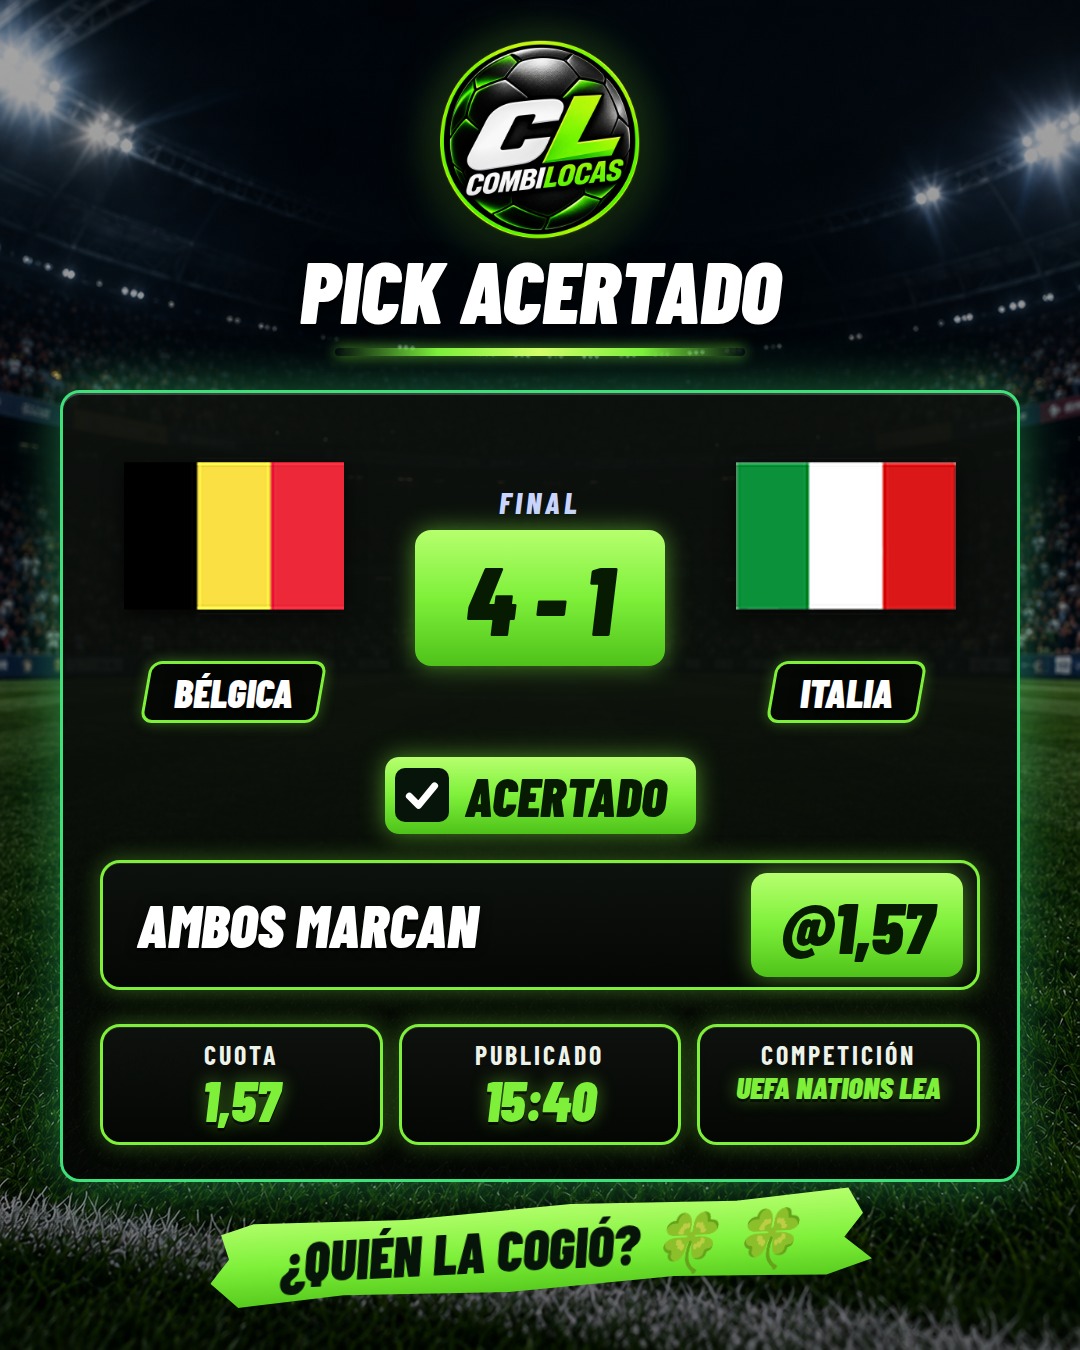 CL
COMBILOCAS
PICK ACERTADO
FINAL
4 - 1
BÉLGICA
ITALIA
ACERTADO
AMBOS MARCAN
@1,57
CUOTA
PUBLICADO
COMPETICIÓN
1,57
15:40
UEFA NATIONS LEA
¿QUIÉN LA COGIÓ? 🍀 🍀